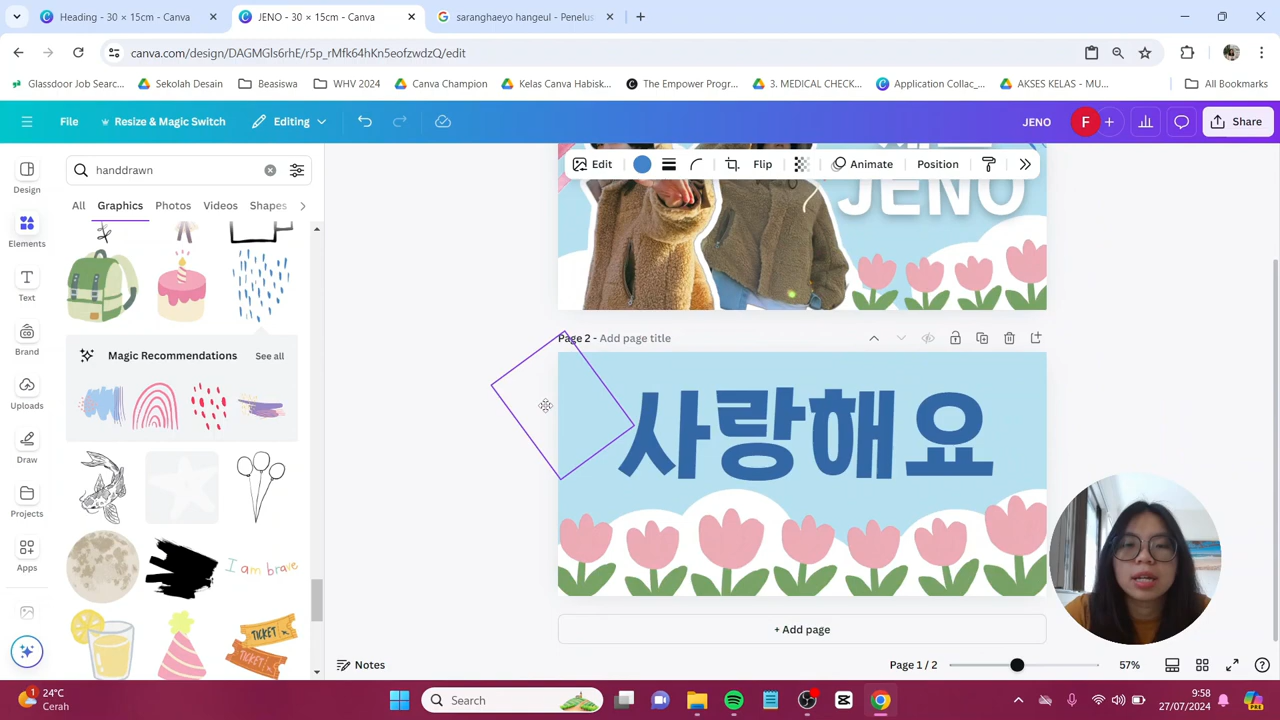 Heading - 30 × 15cm - Canva
JENO - 30 × 15cm - Canva
saranghaeyo hangeul - Penelus
canva.com/design/DAGMGls6rhE/r5p_rMfk64hKn5eofzwdzQ/edit
Glassdoor Job Searc...
Sekolah Desain
Beasiswa
WHV 2024
Canva Champion
Kelas Canva Habisk...
The Empower Progr...
3. MEDICAL CHECK...
Application Collac_...
AKSES KELAS - MU...
All Bookmarks
File
Resize & Magic Switch
Editing
JENO
F
Share
handdrawn
Edit
Flip
Animate
Position
All
Graphics
Photos
Videos
Shapes
Design
Elements
Text
Brand
Uploads
Draw
Projects
Apps
JENO
Magic Recommendations
See all
Page 2 - Add page title
사랑해요
I am brave
TICKET
TICKET
+ Add page
Notes
Page 1 / 2
57%
24°C
Cerah
1
Search
9:58
27/07/2024